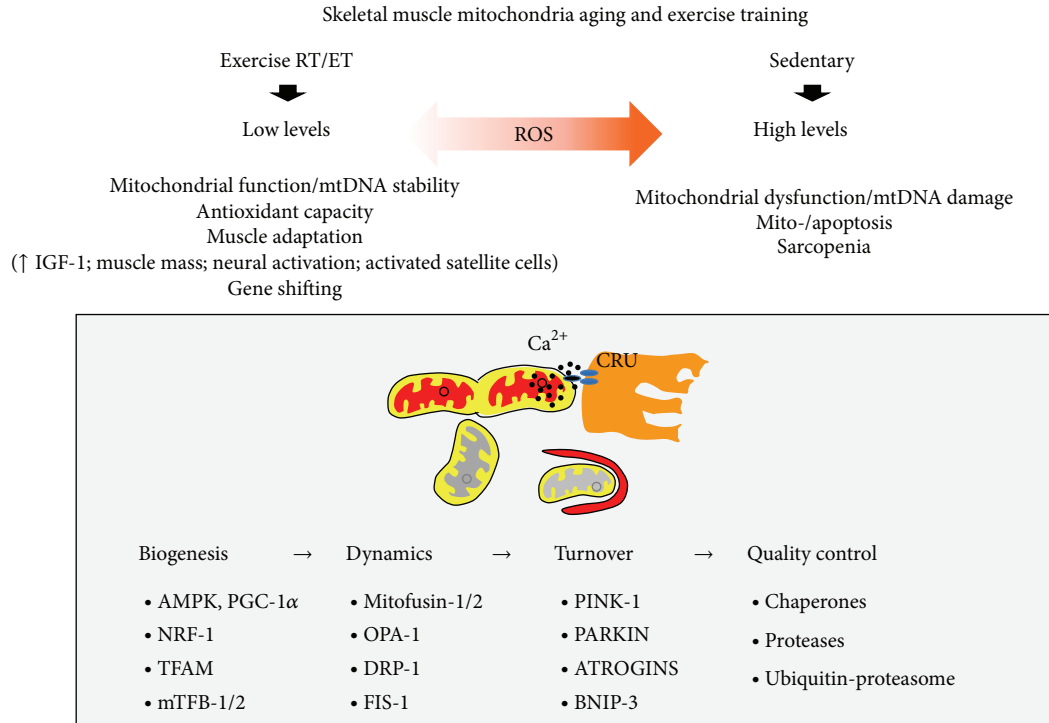 Skeletal muscle mitochondria aging and exercise training
Exercise RT/ET
Sedentary
Low levels
ROS
High levels
Mitochondrial function/mtDNA stability
Antioxidant capacity
Muscle adaptation
(↑ IGF-1; muscle mass; neural activation; activated satellite cells)
Gene shifting
Mitochondrial dysfunction/mtDNA damage
Mito-/apoptosis
Sarcopenia
Ca²⁺
CRU
Biogenesis → Dynamics → Turnover → Quality control
• AMPK, PGC-1α
• NRF-1
• TFAM
• mTFB-1/2
• Mitofusin-1/2
• OPA-1
• DRP-1
• FIS-1
• PINK-1
• PARKIN
• ATROGINS
• BNIP-3
• Chaperones
• Proteases
• Ubiquitin-proteasome